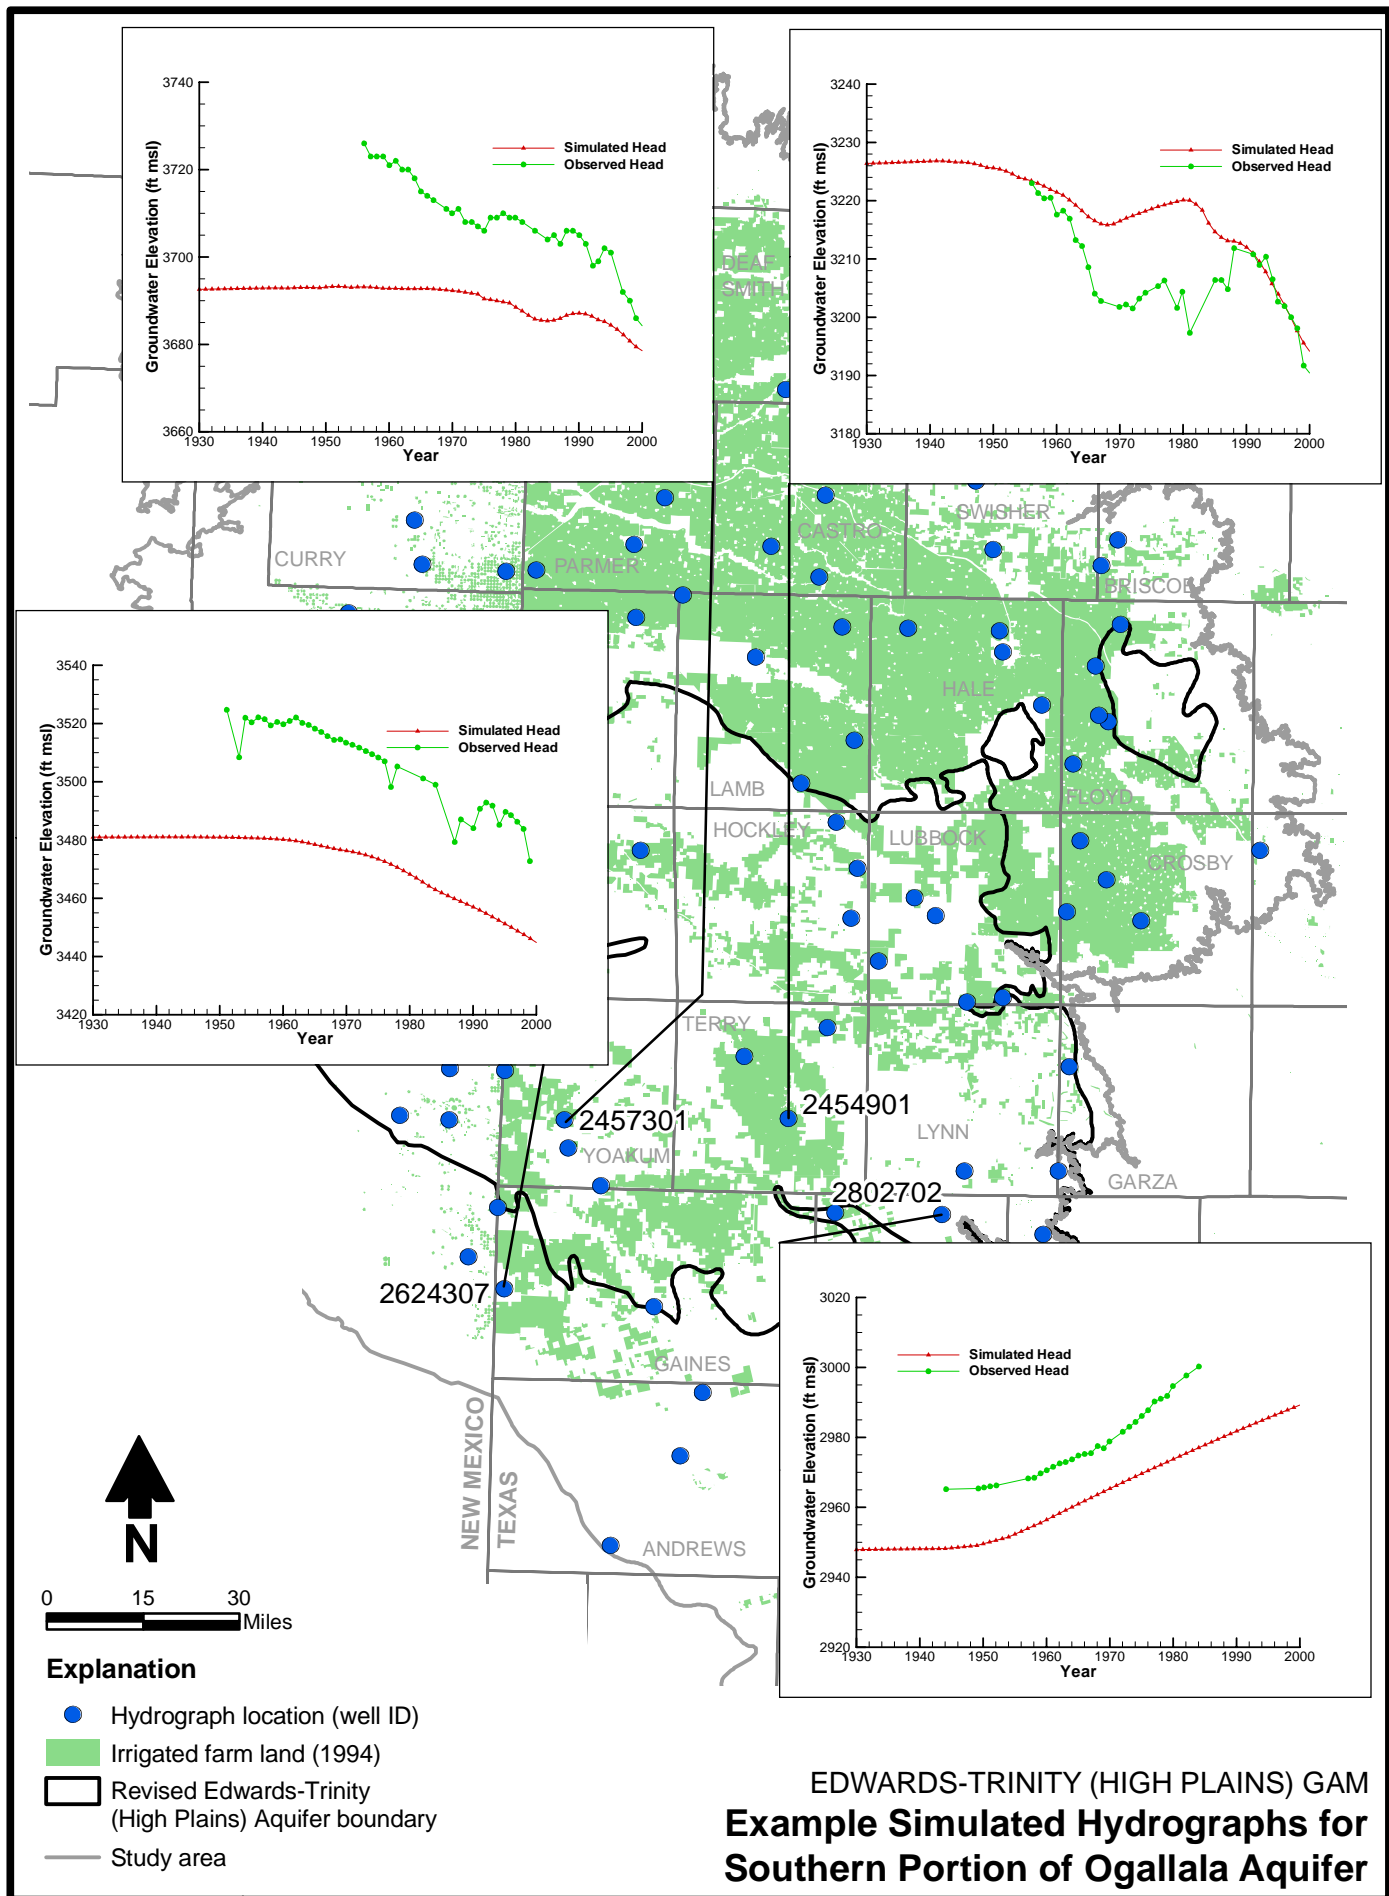 3740
3720
3700
3680
3660
Groundwater Elevation (ft msl)
Simulated Head
Observed Head
1930 1940 1950 1960 1970 1980 1990 2000
Year
3240
3230
3220
3210
3200
3190
3180
Groundwater Elevation (ft msl)
Simulated Head
Observed Head
1930 1940 1950 1960 1970 1980 1990 2000
Year
DEAF
SMITH
CURRY
PARMER
CASTRO
SWISHER
BRISCOE
3540
3520
3500
3480
3460
3440
3420
Groundwater Elevation (ft msl)
Simulated Head
Observed Head
1930 1940 1950 1960 1970 1980 1990 2000
Year
HALE
LAMB
FLOYD
HOCKLEY
LUBBOCK
CROSBY
TERRY
2457301
2454901
LYNN
YOAKUM
GARZA
2802702
2624307
GAINES
NEW MEXICO
TEXAS
ANDREWS
3020
3000
2980
2960
2940
2920
Groundwater Elevation (ft msl)
Simulated Head
Observed Head
1930 1940 1950 1960 1970 1980 1990 2000
Year
N
0 15 30
Miles
Explanation
Hydrograph location (well ID)
Irrigated farm land (1994)
Revised Edwards-Trinity
(High Plains) Aquifer boundary
Study area
EDWARDS-TRINITY (HIGH PLAINS) GAM
Example Simulated Hydrographs for
Southern Portion of Ogallala Aquifer